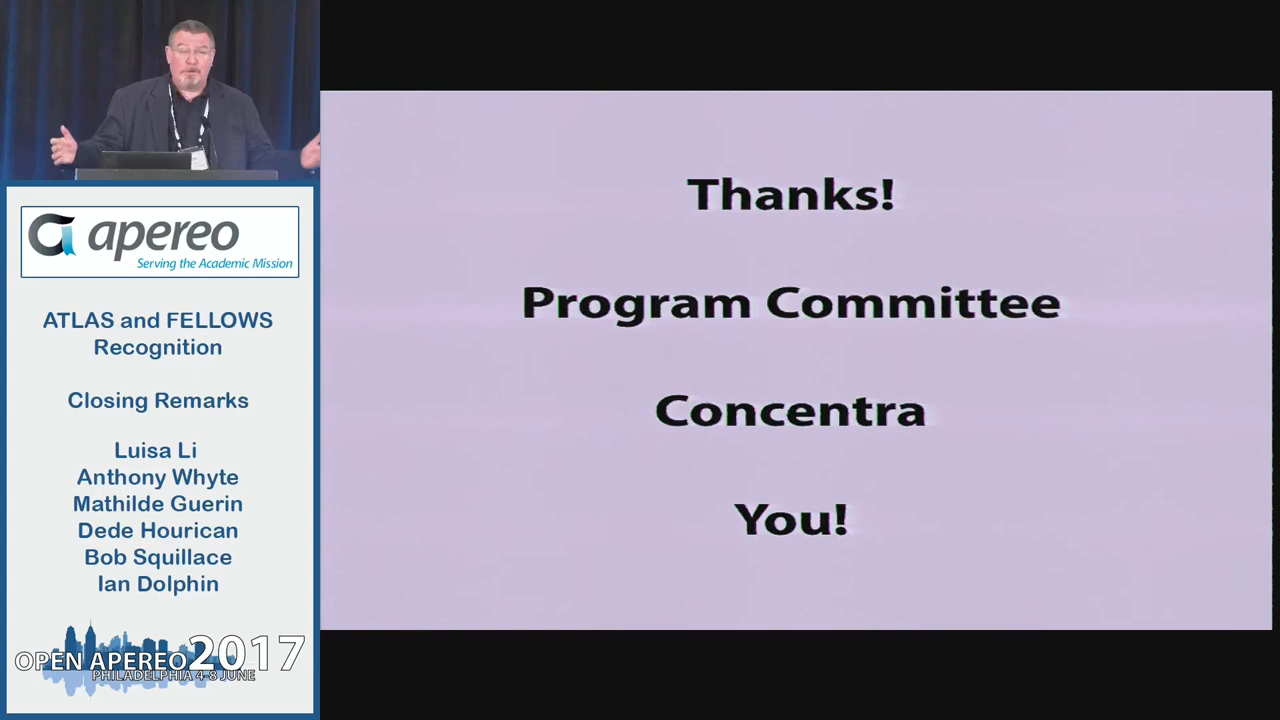 apereo
Serving the Academic Mission
ATLAS and FELLOWS
Recognition
Closing Remarks
Luisa Li
Anthony Whyte
Mathilde Guerin
Dede Hourican
Bob Squillace
Ian Dolphin
OPEN APEREO 2017
PHILADELPHIA 4-8 JUNE
Thanks!
Program Committee
Concentra
You!